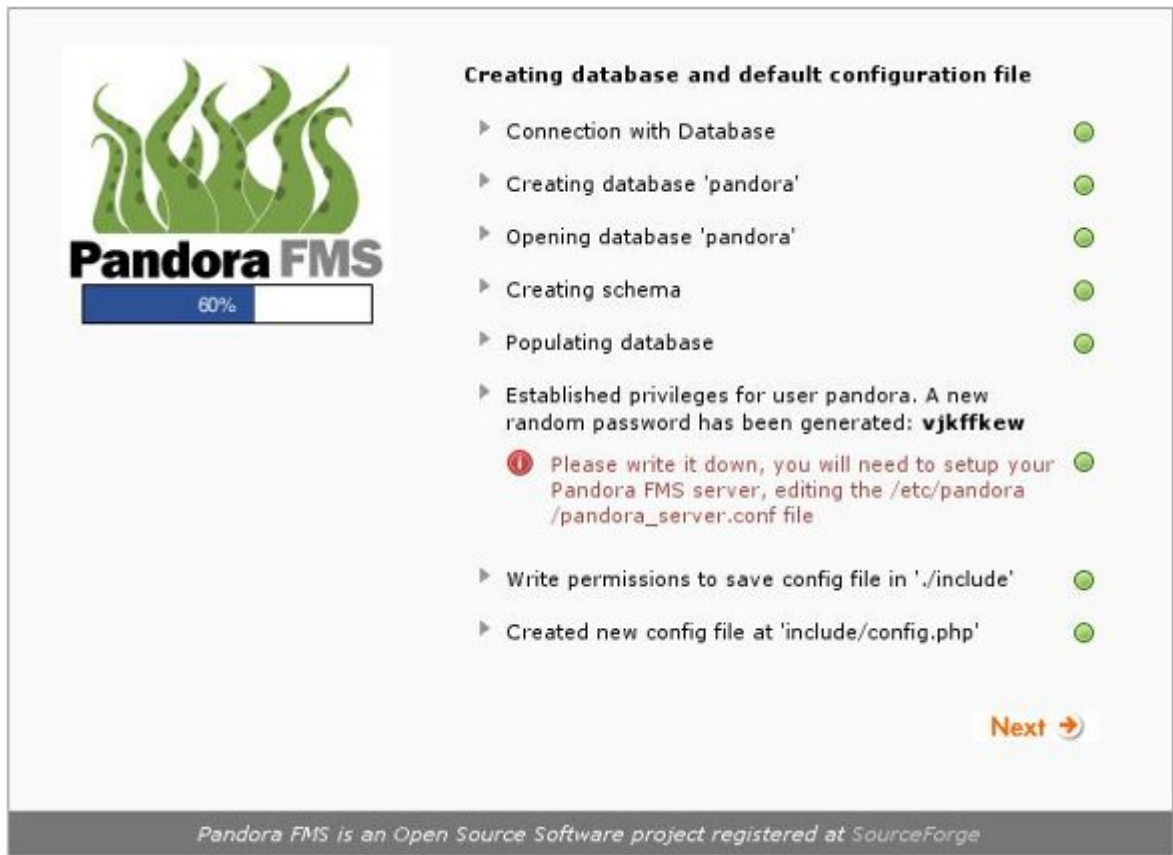 Pandora FMS
60%
Creating database and default configuration file
Connection with Database
Creating database 'pandora'
Opening database 'pandora'
Creating schema
Populating database
Established privileges for user pandora. A new
random password has been generated: vjkffkew
Please write it down, you will need to setup your
Pandora FMS server, editing the /etc/pandora
/pandora_server.conf file
Write permissions to save config file in './include'
Created new config file at 'include/config.php'
Next
Pandora FMS is an Open Source Software project registered at SourceForge